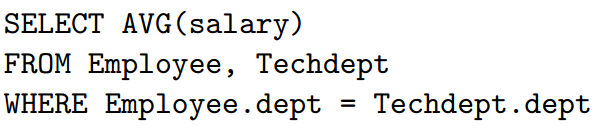 SELECT AVG(salary)
FROM Employee, Techdept
WHERE Employee.dept = Techdept.dept